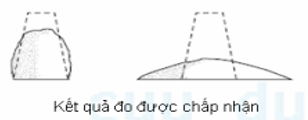 Kết quả đo được chấp nhận